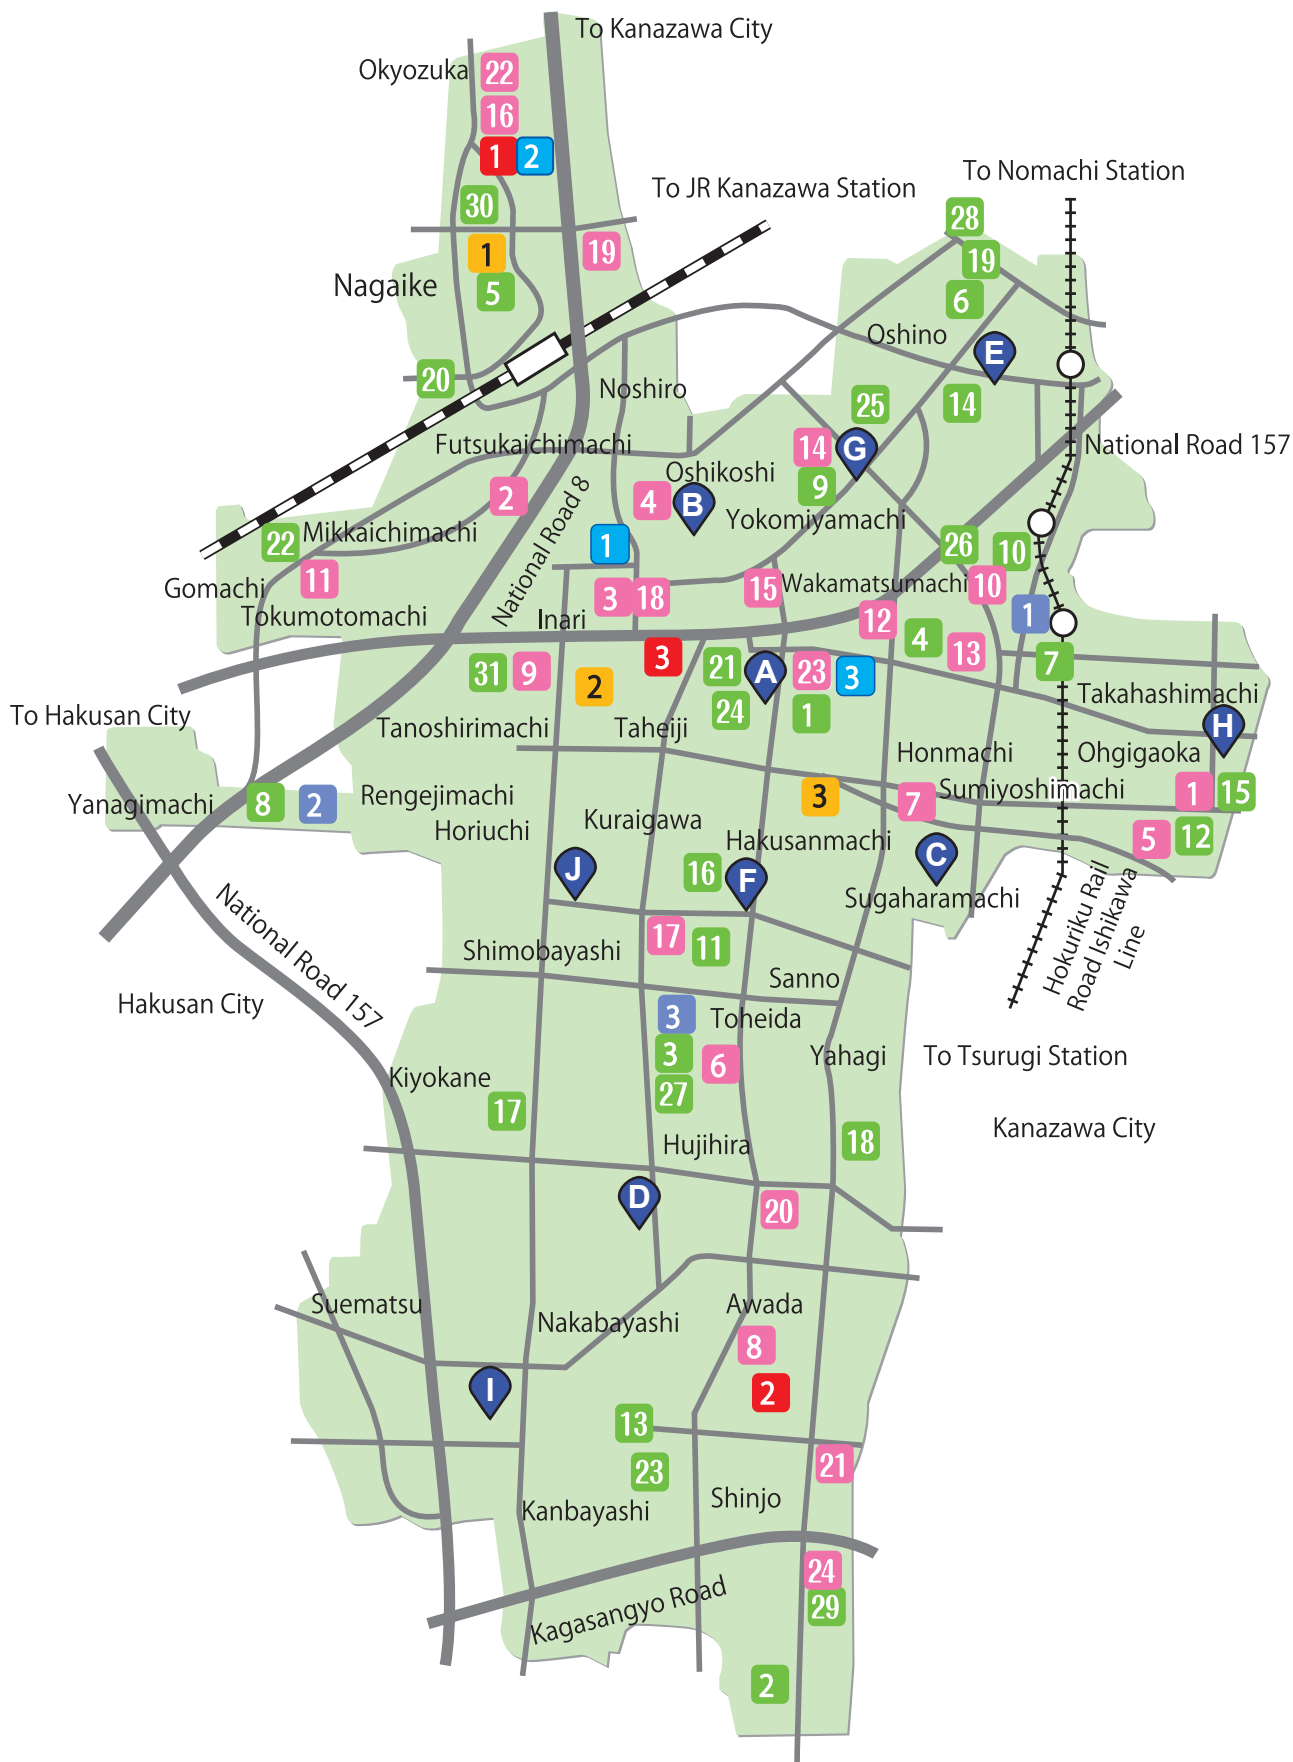 To Kanazawa City
Okyozuka
22
16
1
2
To Nomachi Station
To JR Kanazawa Station
30
28
1
19
19
Nagaike
5
6
Oshino
E
20
Noshiro
25
14
Futsukaichimachi
14
G
National Road 157
Oshikoshi
2
4
B
9
National Road 8
Yokomiyamachi
Mikkaichimachi
22
1
26
10
Gomachi
11
Wakamatsumachi
10
Tokumotomachi
3
18
15
Inari
12
1
4
13
31
9
3
21
A
23
3
7
2
24
1
Takahashimachi
To Hakusan City
Tanoshirimachi
Taheiji
H
Honmachi
Ohgigaoka
Yanagimachi
8
2
Rengejimachi
3
7
Sumiyoshimachi
1
15
Horiuchi
Kuraigawa
Hakusanmachi
5
12
J
16
F
C
Sugaharamachi
National Road 157
Hokuriku Rail
Road Ishikawa
Line
17
11
Shimobayashi
Sanno
Hakusan City
3
Toheida
3
6
Yahagi
To Tsurugi Station
Kiyokane
27
17
Kanazawa City
Hujihira
18
D
20
Suematsu
Awada
Nakabayashi
8
I
2
13
23
21
Kanbayashi
Shinjo
24
Kagasangyo Road
29
2